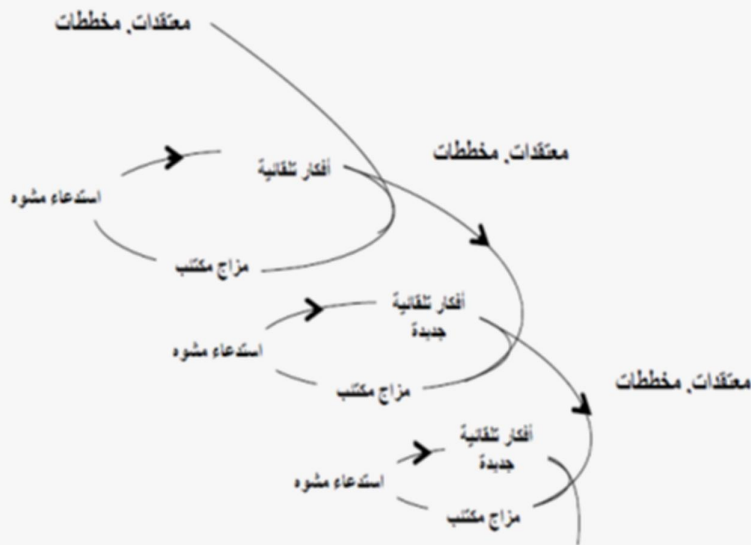 معتقدات. مخططات
أفكار تلقائية
استدعاء مشوه
مزاج مكتئب
معتقدات. مخططات
أفكار تلقائية
جديدة
استدعاء مشوه
مزاج مكتئب
معتقدات. مخططات
أفكار تلقائية
جديدة
استدعاء مشوه
مزاج مكتئب